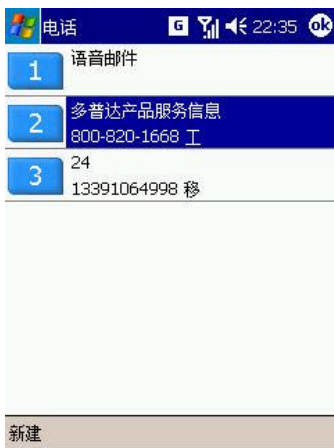 电话 G 22:35 ok
1 语音邮件
2 多普达产品服务信息
800-820-1668 工
3 24
13391064998 移
新建